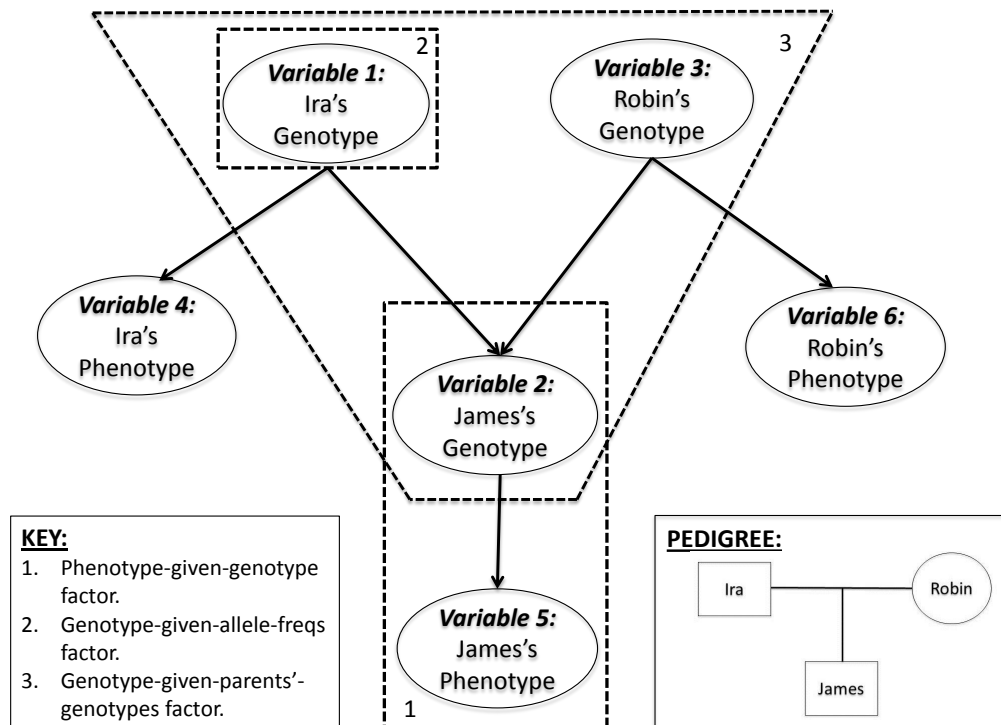 2
3
Variable 1:
Ira's
Genotype
Variable 3:
Robin's
Genotype
Variable 4:
Ira's
Phenotype
Variable 6:
Robin's
Phenotype
Variable 2:
James's
Genotype
Variable 5:
James's
Phenotype
1
KEY:
1. Phenotype-given-genotype
factor.
2. Genotype-given-allele-freqs
factor.
3. Genotype-given-parents'-
genotypes factor.
PEDIGREE:
Ira
Robin
James